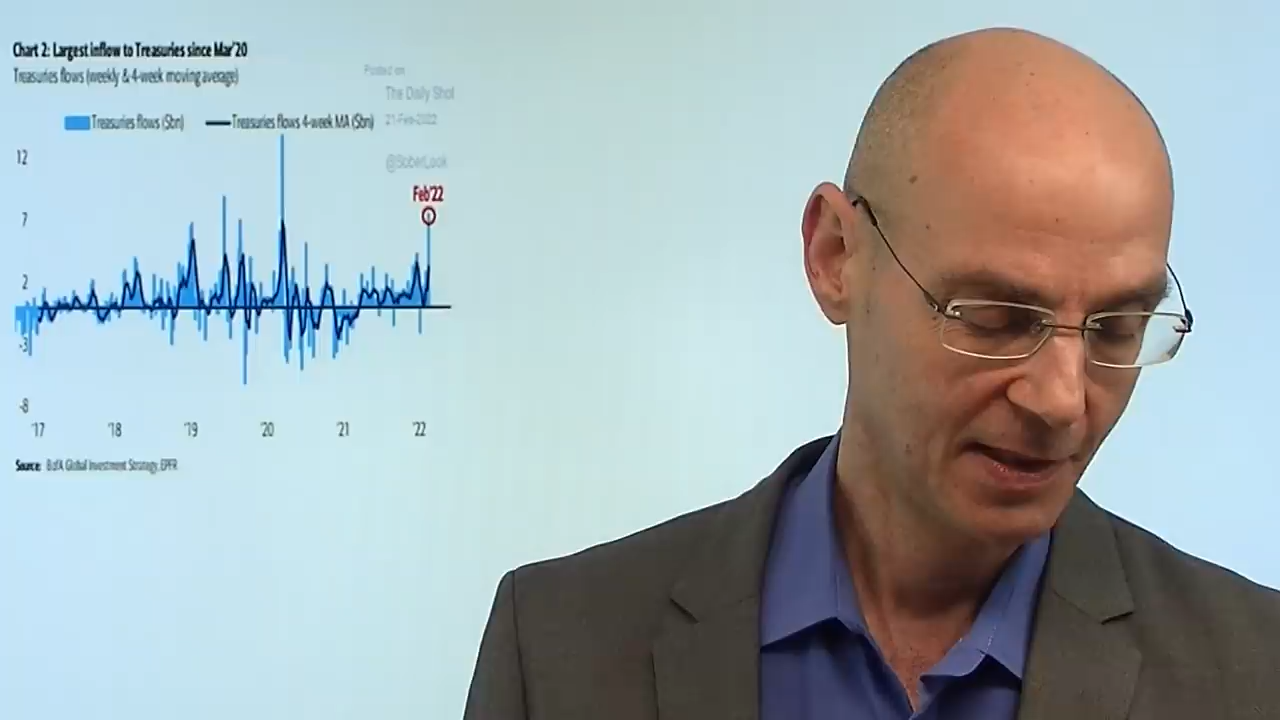 Chart 2: Largest inflow to Treasuries since Mar'20
Treasuries flows (weekly & 4-week moving average)
Posted on
The Daily Shot
21-Feb-2022
@SoberLook
Treasuries flows ($bn)
Treasuries flows 4-week MA ($bn)
Feb'22
12
7
2
-3
-8
'17
'18
'19
'20
'21
'22
Source: BofA Global Investment Strategy, EPFR